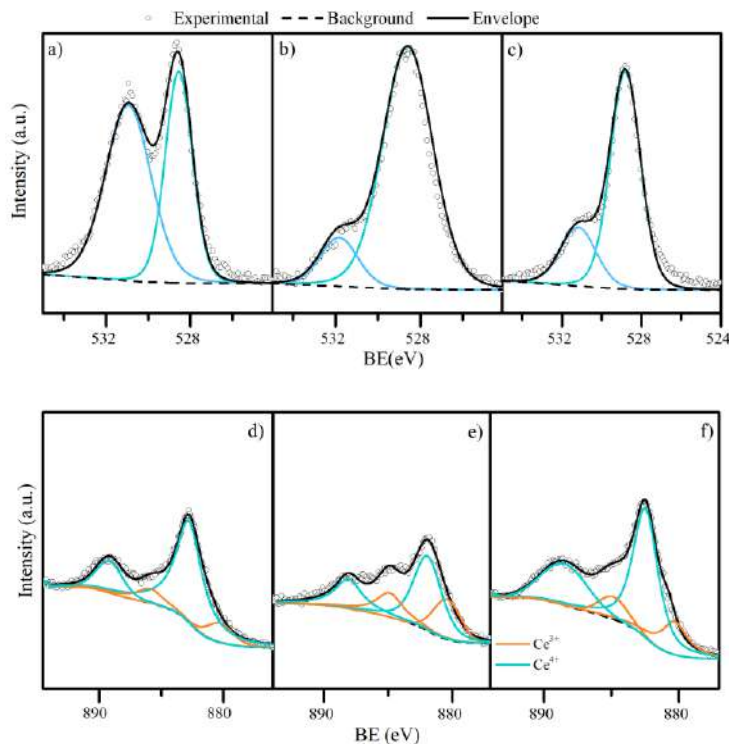 Experimental Background Envelope
a) b) c)
Intensity (a.u.)
532 528 532 528 532 528 524
BE(eV)
d) e) f)
Intensity (a.u.)
Ce³⁺
Ce⁴⁺
890 880 890 880 890 880
BE (eV)